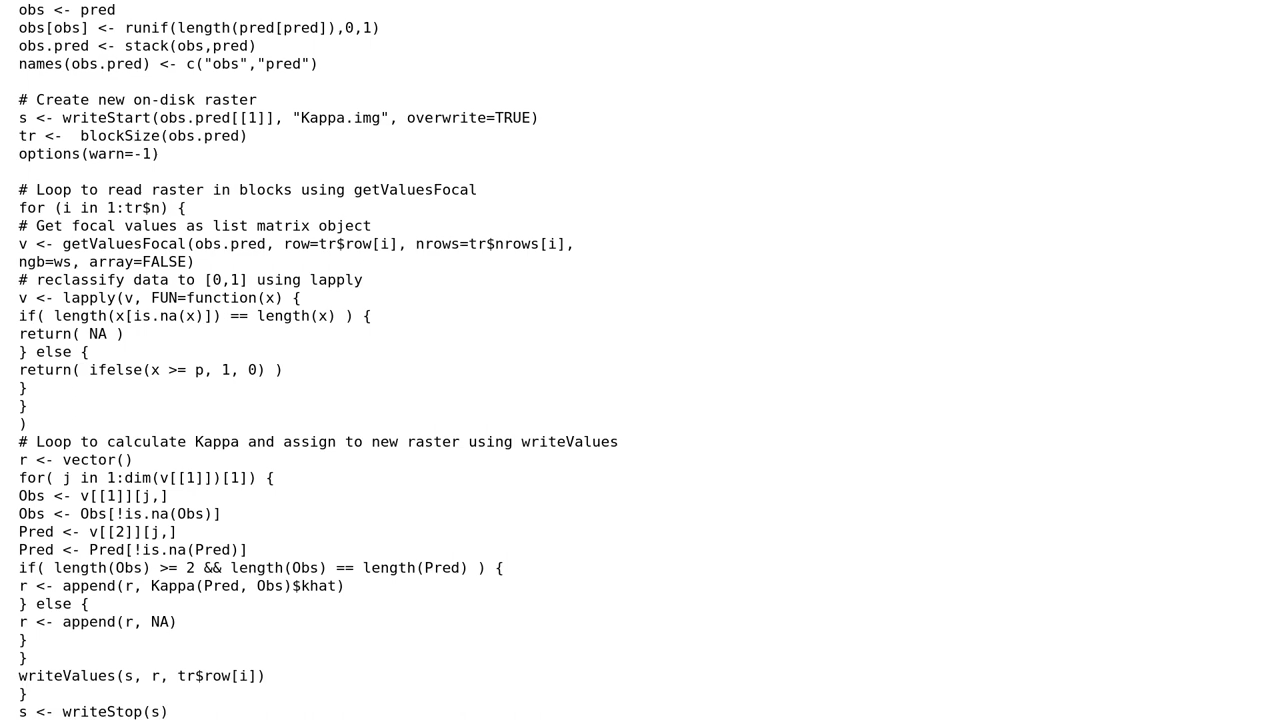 obs <- pred
obs[obs] <- runif(length(pred[pred]),0,1)
obs.pred <- stack(obs,pred)
names(obs.pred) <- c("obs","pred")

# Create new on-disk raster
s <- writeStart(obs.pred[[1]], "Kappa.img", overwrite=TRUE)
tr <-  blockSize(obs.pred)
options(warn=-1)

# Loop to read raster in blocks using getValuesFocal
for (i in 1:tr$n) {
# Get focal values as list matrix object
v <- getValuesFocal(obs.pred, row=tr$row[i], nrows=tr$nrows[i],
ngb=ws, array=FALSE)
# reclassify data to [0,1] using lapply
v <- lapply(v, FUN=function(x) {
if( length(x[is.na(x)]) == length(x) ) {
return( NA )
} else {
return( ifelse(x >= p, 1, 0) )
}
}
)
# Loop to calculate Kappa and assign to new raster using writeValues
r <- vector()
for( j in 1:dim(v[[1]])[1]) {
Obs <- v[[1]][j,]
Obs <- Obs[!is.na(Obs)]
Pred <- v[[2]][j,]
Pred <- Pred[!is.na(Pred)]
if( length(Obs) >= 2 && length(Obs) == length(Pred) ) {
r <- append(r, Kappa(Pred, Obs)$khat)
} else {
r <- append(r, NA)
}
}
writeValues(s, r, tr$row[i])
}
s <- writeStop(s)